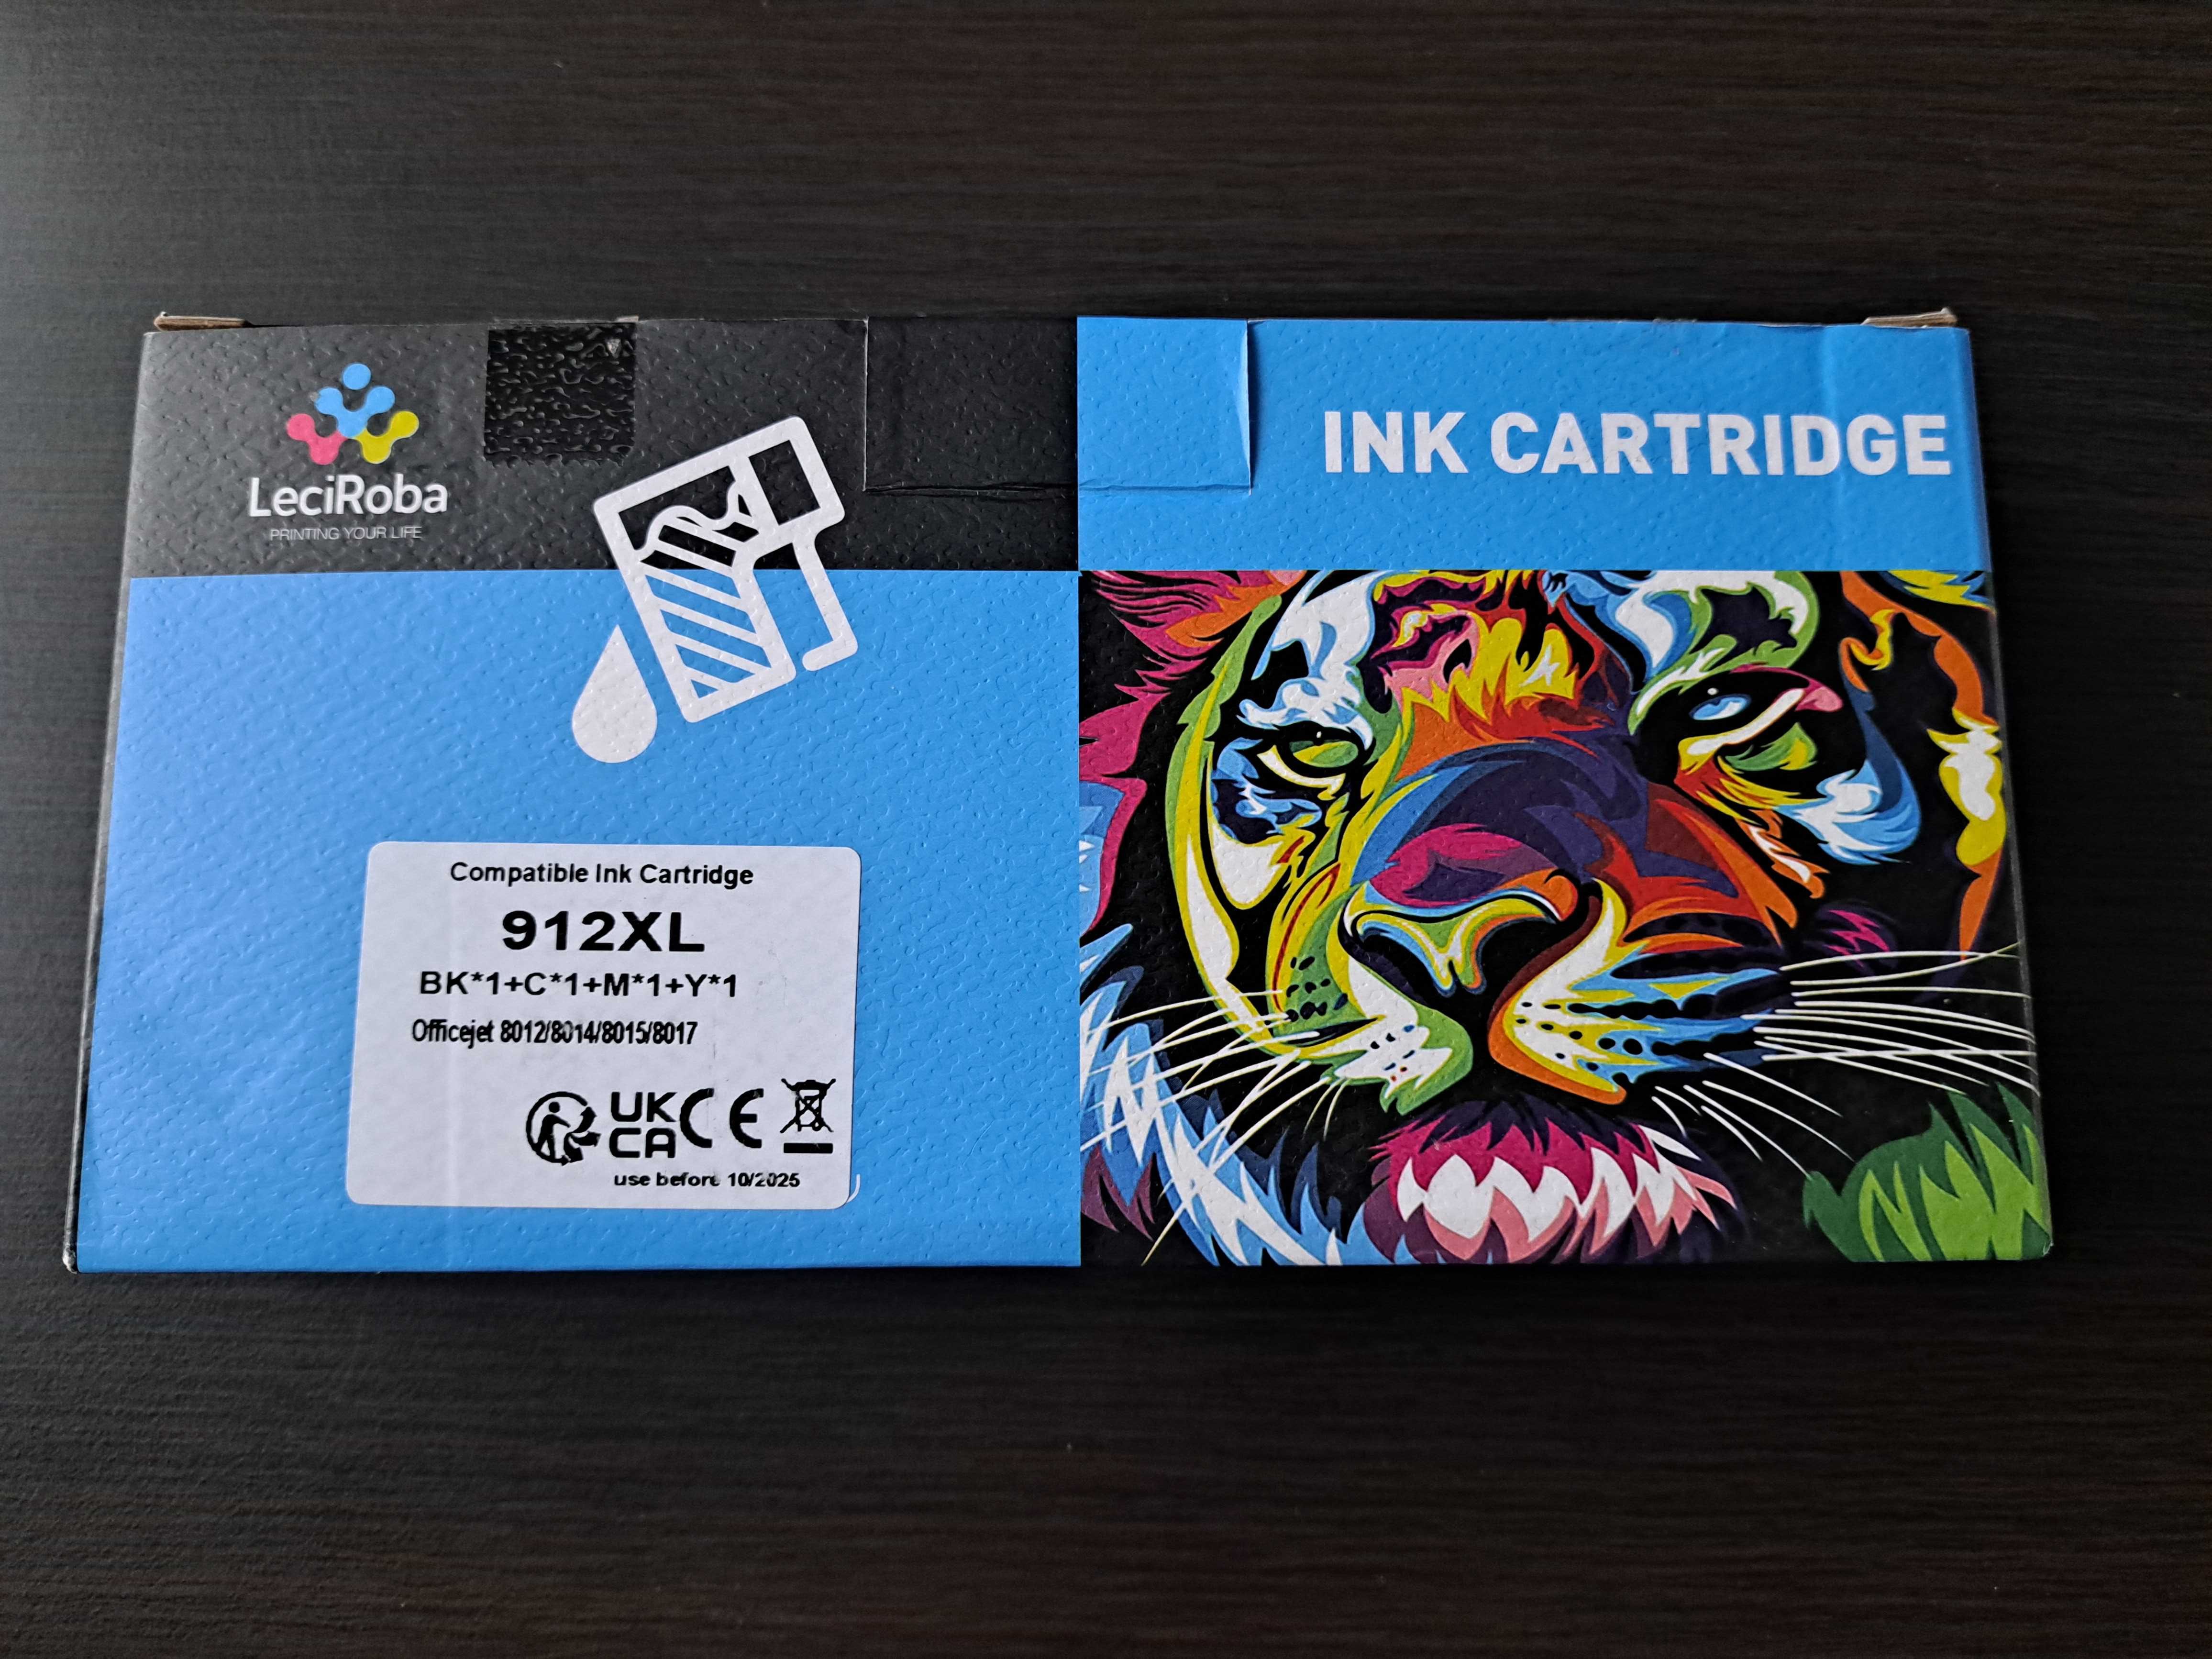 LeciRoba
PRINTING YOUR LIFE
INK CARTRIDGE
Compatible Ink Cartridge
912XL
BK*1+C*1+M*1+Y*1
Officejet 8012/8014/8015/8017
UK
CA
CE
use before 10/2025